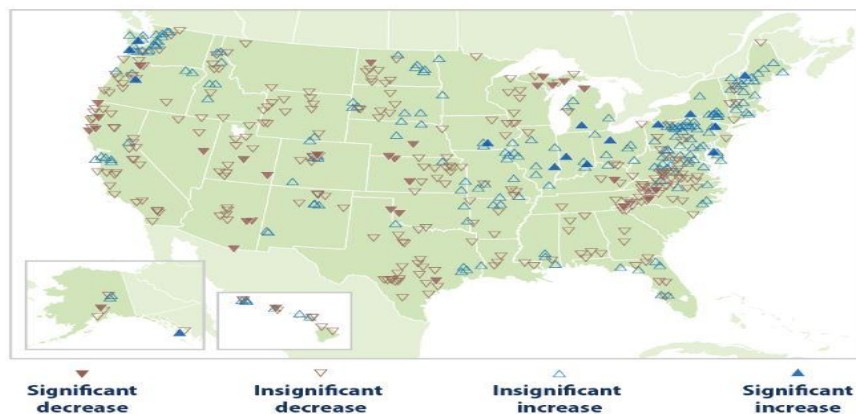 Significant
decrease
Insignificant
decrease
Insignificant
increase
Significant
increase